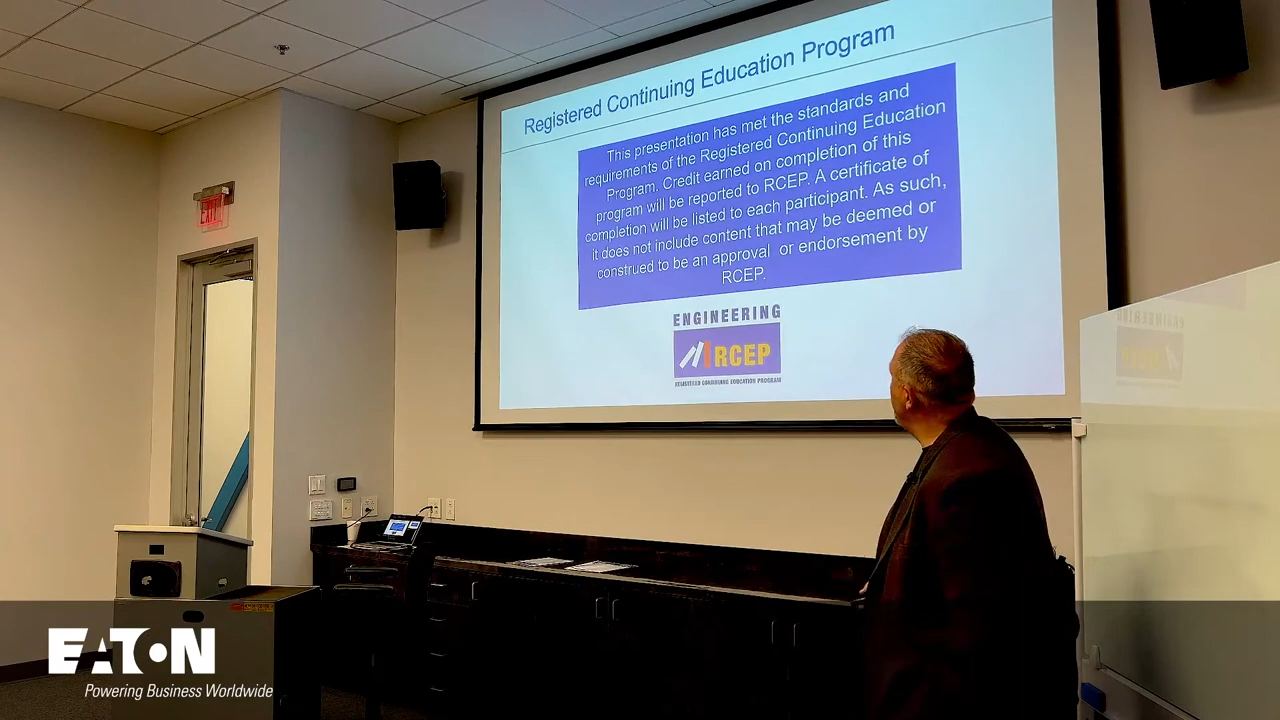 Registered Continuing Education Program
This presentation has met the standards and
requirements of the Registered Continuing Education
Program. Credit earned on completion of this
program will be reported to RCEP. A certificate of
completion will be listed to each participant. As such,
it does not include content that may be deemed or
construed to be an approval or endorsement by
RCEP.
ENGINEERING
RCEP
REGISTERED CONTINUING EDUCATION PROGRAM
EXIT
EATON
Powering Business Worldwide